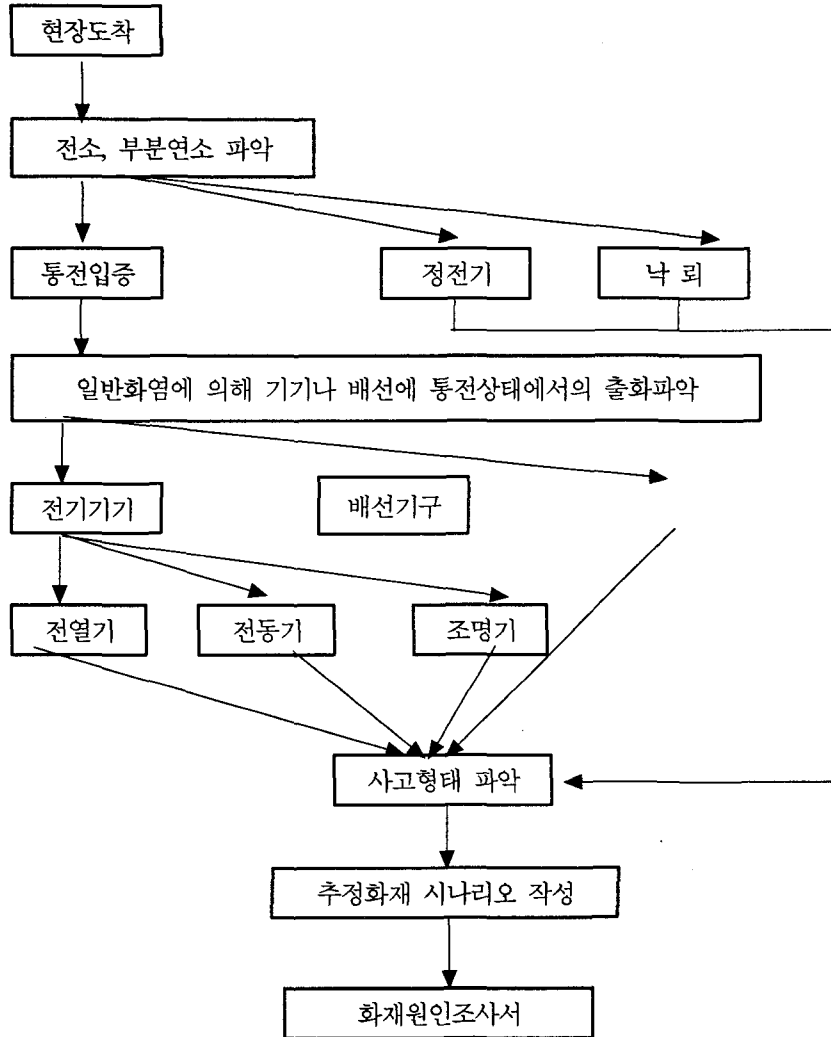 현장도착
전소, 부분연소 파악
통전입증
정전기
낙 뢰
일반화염에 의해 기기나 배선에 통전상태에서의 출화파악
전기기기
배선기구
전열기
전동기
조명기
사고형태 파악
추정화재 시나리오 작성
화재원인조사서